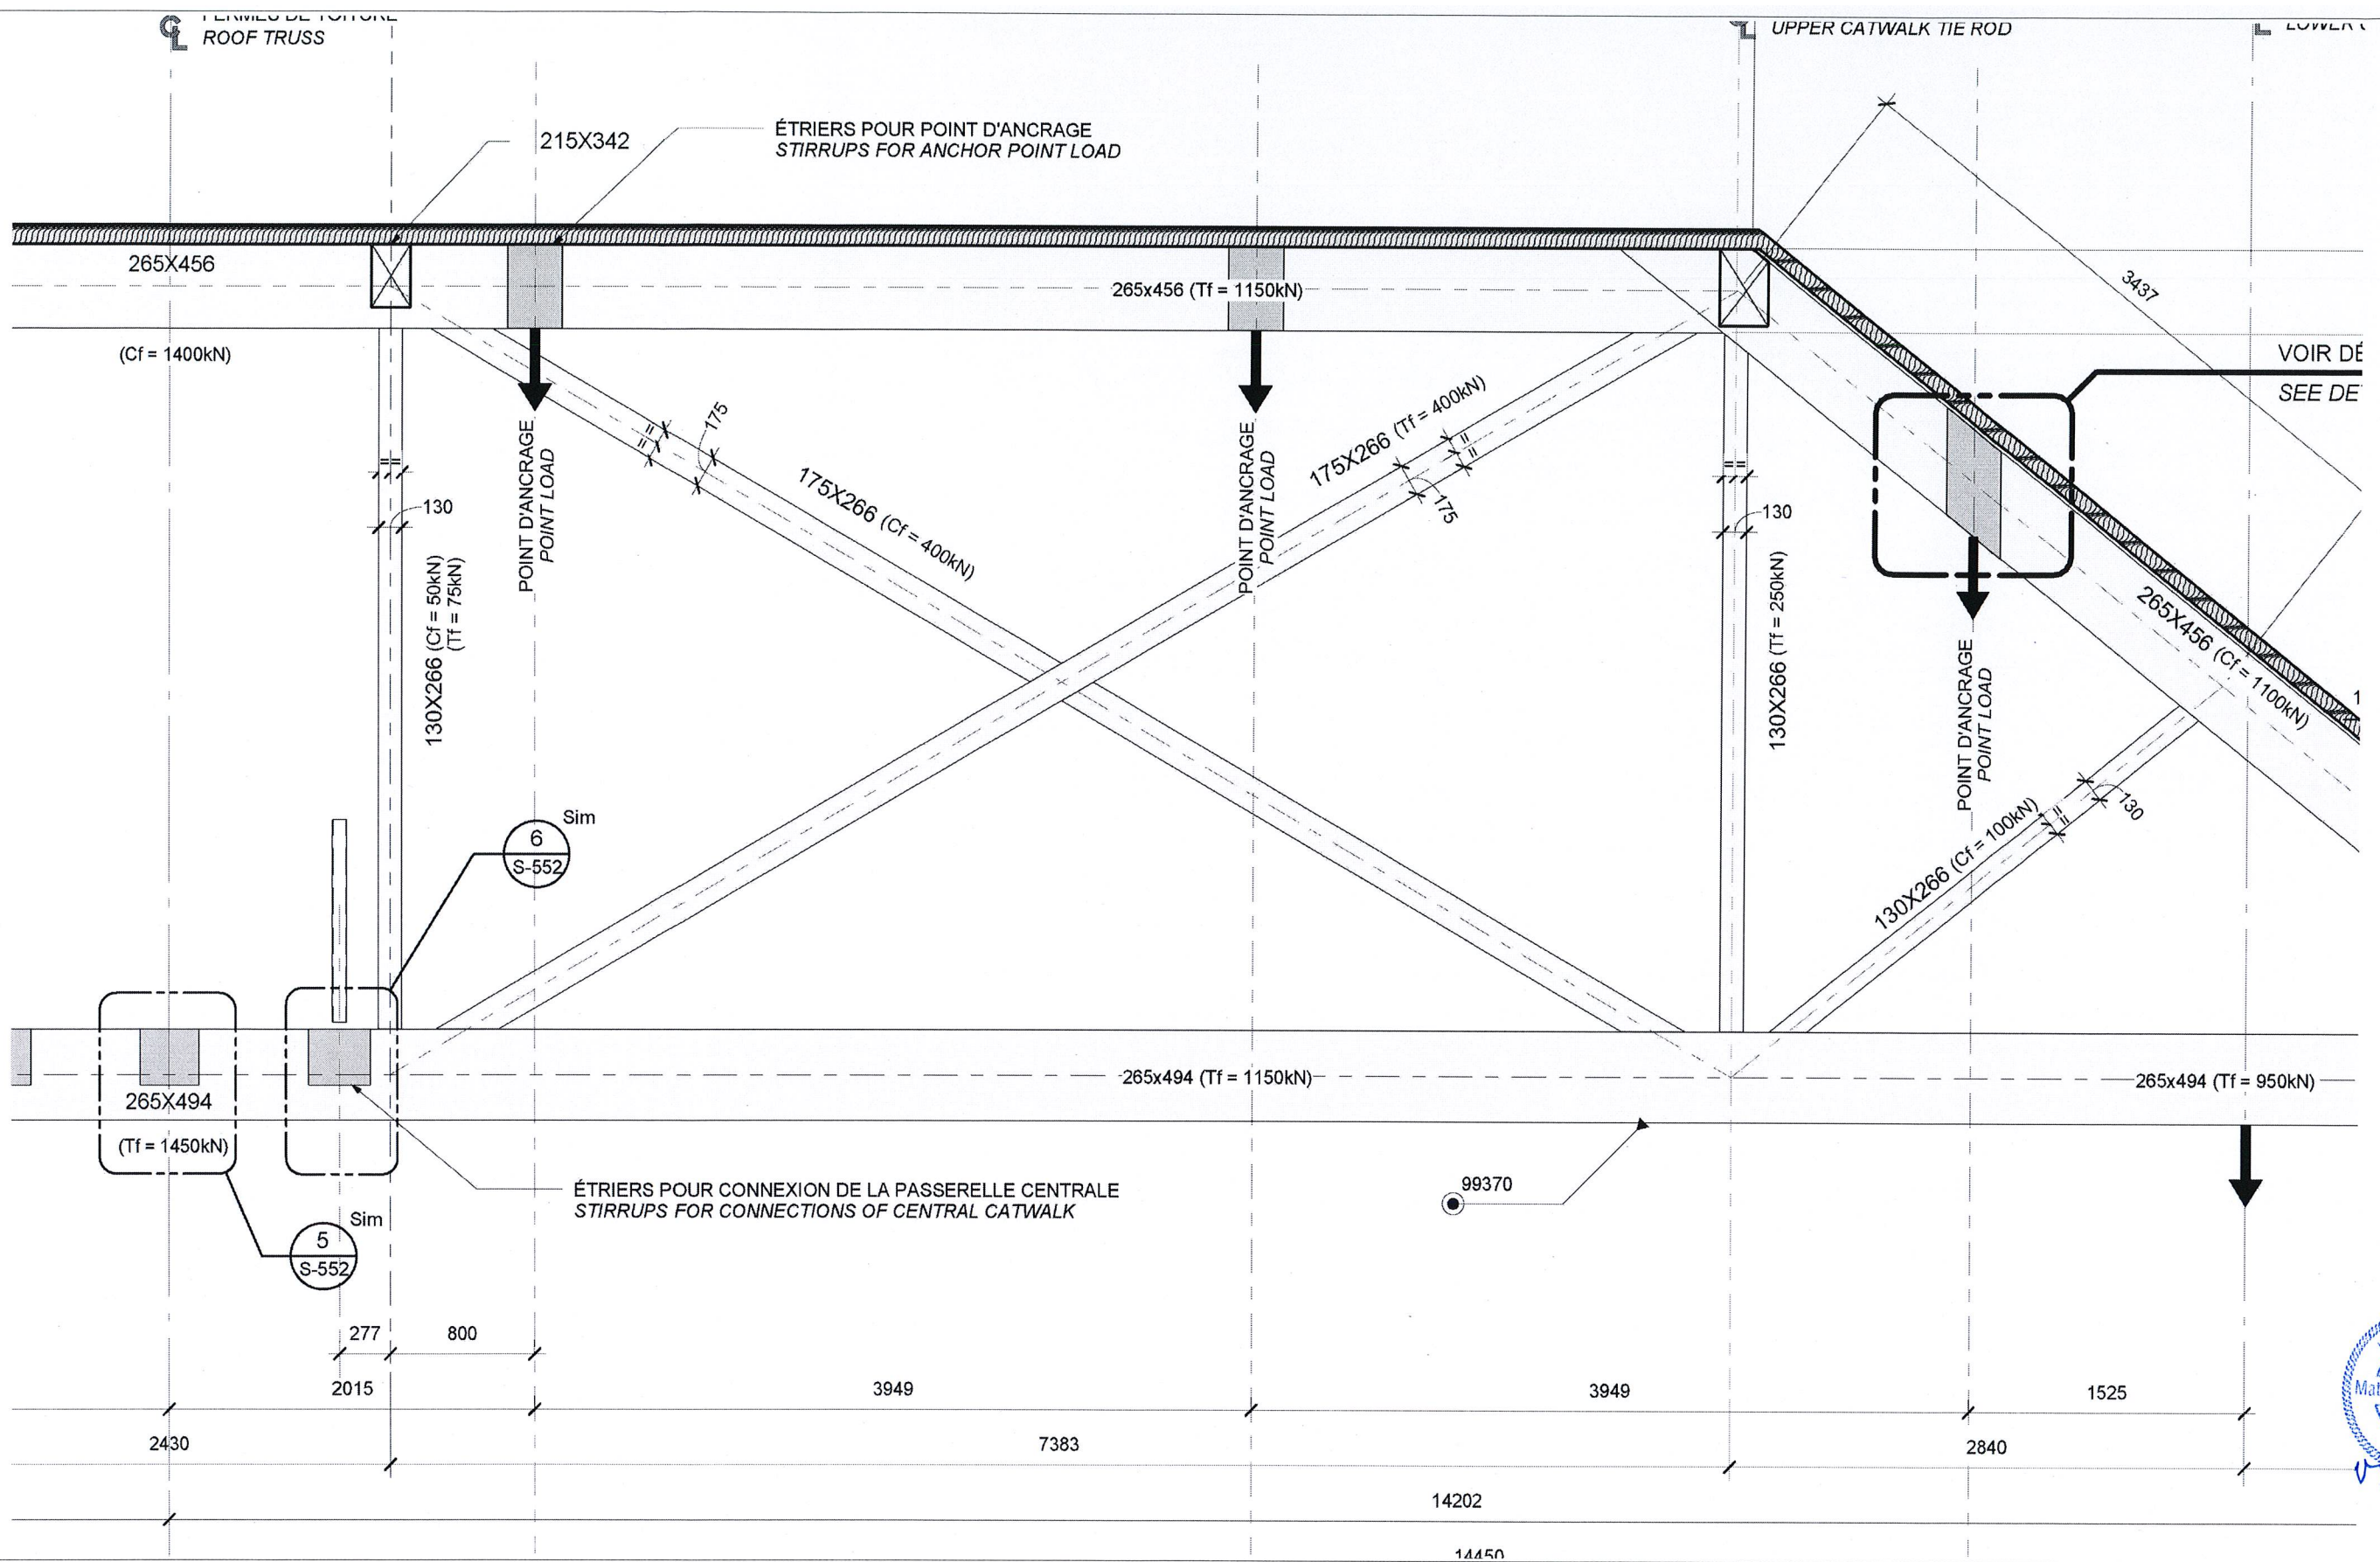 ROOF TRUSS
UPPER CATWALK TIE ROD
215X342
ÉTRIERS POUR POINT D'ANCRAGE
STIRRUPS FOR ANCHOR POINT LOAD
265X456
265x456 (Tf = 1150kN)
3437
(Cf = 1400kN)
VOIR DÉ
SEE DE
175
175X266 (Cf = 400kN)
175X266 (Tf = 400kN)
175
130
130
POINT D'ANCRAGE
POINT LOAD
POINT D'ANCRAGE
POINT LOAD
130X266 (Cf = 50kN)
(Tf = 75kN)
130X266 (Tf = 250kN)
265X456 (Cf = 1100kN)
POINT D'ANCRAGE
POINT LOAD
130X266 (Cf = 100kN)
130
Sim
6
S-552
265x494 (Tf = 1150kN)
265x494 (Tf = 950kN)
265X494
(Tf = 1450kN)
ÉTRIERS POUR CONNEXION DE LA PASSERELLE CENTRALE
STIRRUPS FOR CONNECTIONS OF CENTRAL CATWALK
99370
Sim
5
S-552
277
800
2015
3949
3949
1525
2430
7383
2840
14202
14450